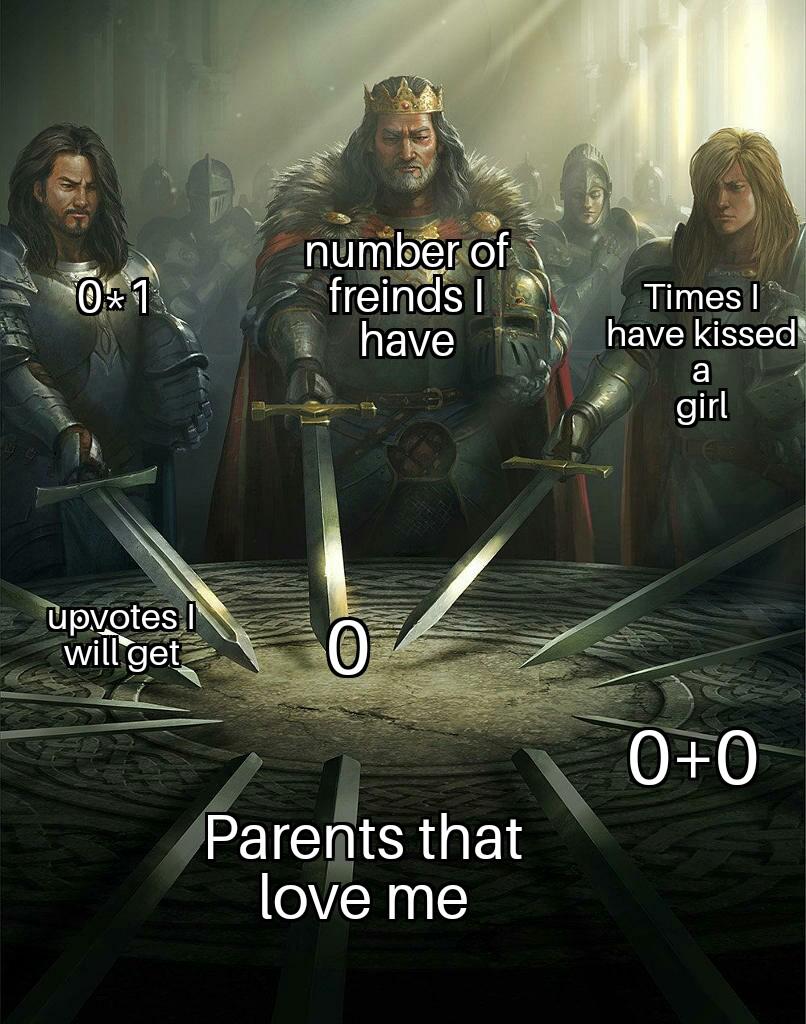 number of
freinds I
have
0*1
Times I
have kissed
a
girl
upvotes I
will get
0
0+0
Parents that
love me